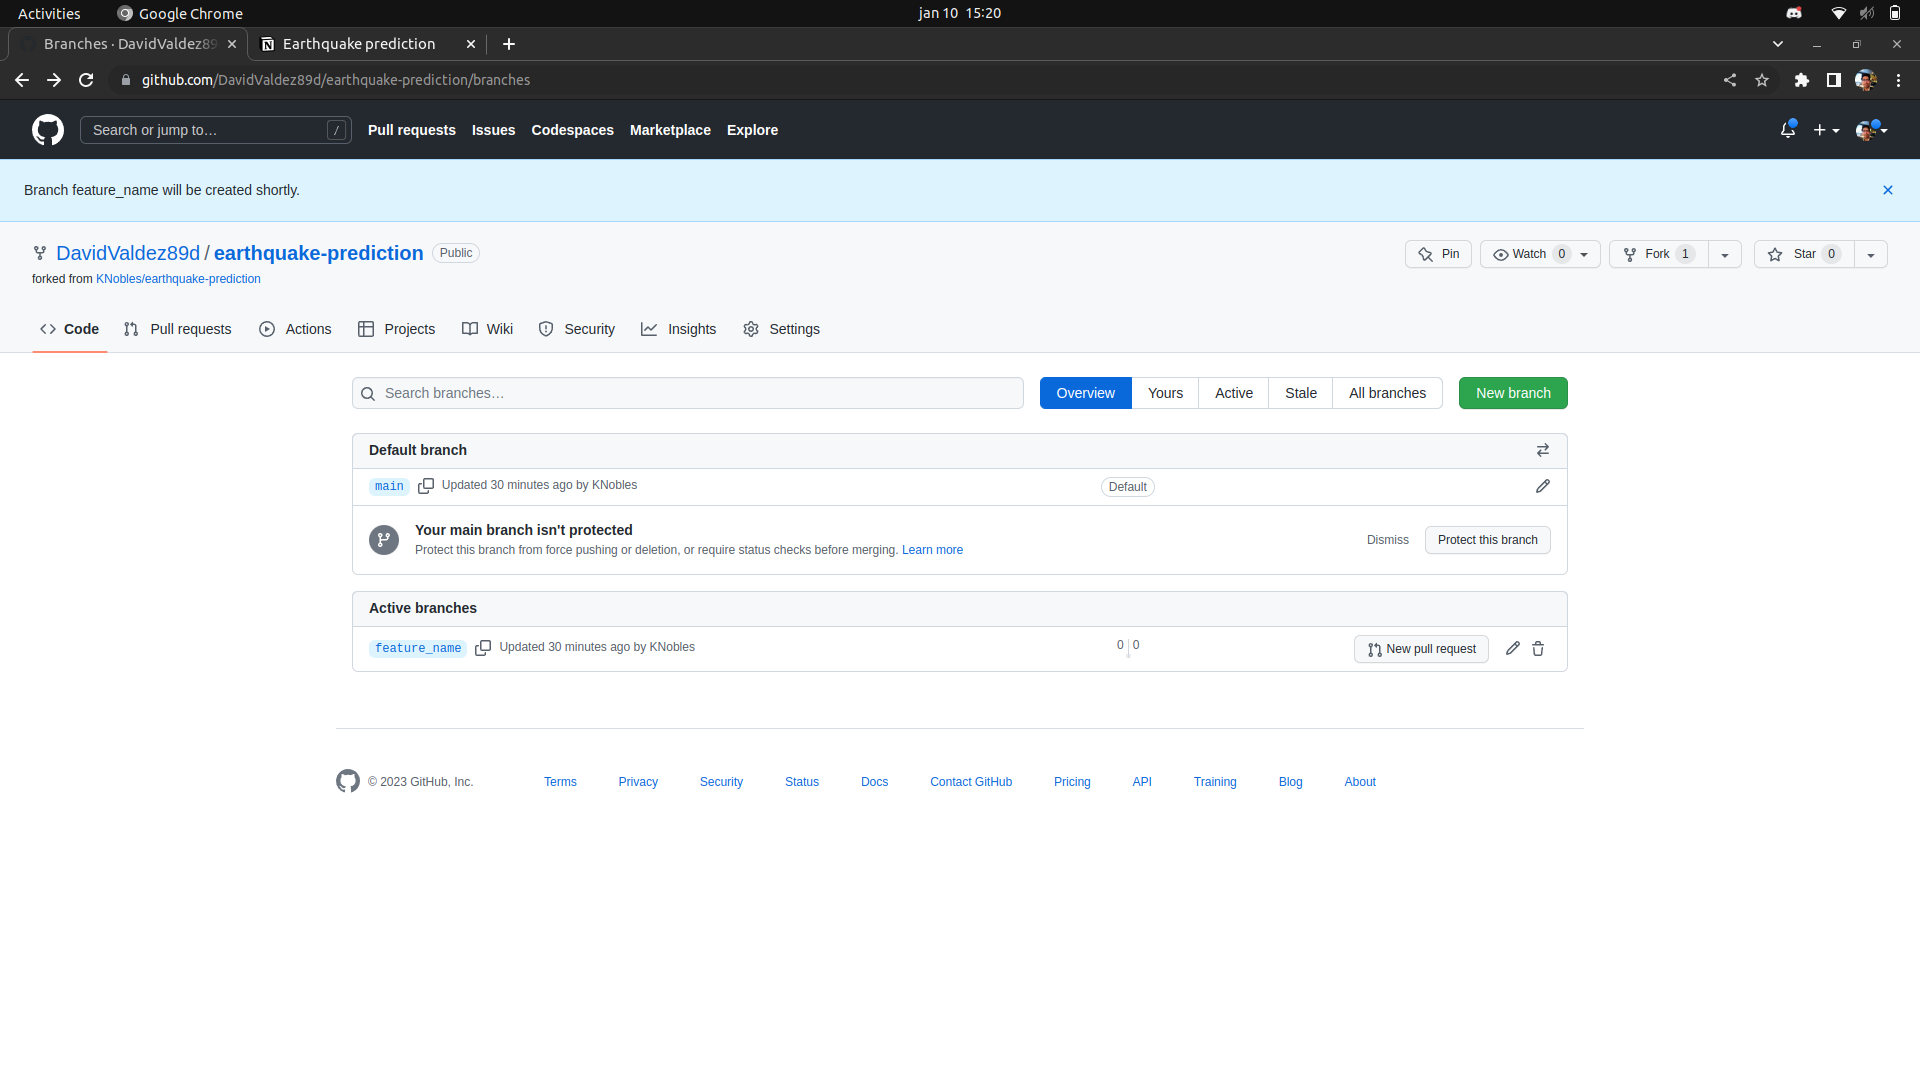 Activities Google Chrome jan 10 15:20
Branches · DavidValdez89 Earthquake prediction
github.com/DavidValdez89d/earthquake-prediction/branches
Search or jump to… / Pull requests Issues Codespaces Marketplace Explore
Branch feature_name will be created shortly.
DavidValdez89d / earthquake-prediction Public Pin Watch 0 Fork 1 Star 0
forked from KNobles/earthquake-prediction
Code Pull requests Actions Projects Wiki Security Insights Settings
Search branches… Overview Yours Active Stale All branches New branch
Default branch
main Updated 30 minutes ago by KNobles Default
Your main branch isn't protected
Protect this branch from force pushing or deletion, or require status checks before merging. Learn more Dismiss Protect this branch
Active branches
feature_name Updated 30 minutes ago by KNobles 0 0 New pull request
© 2023 GitHub, Inc. Terms Privacy Security Status Docs Contact GitHub Pricing API Training Blog About